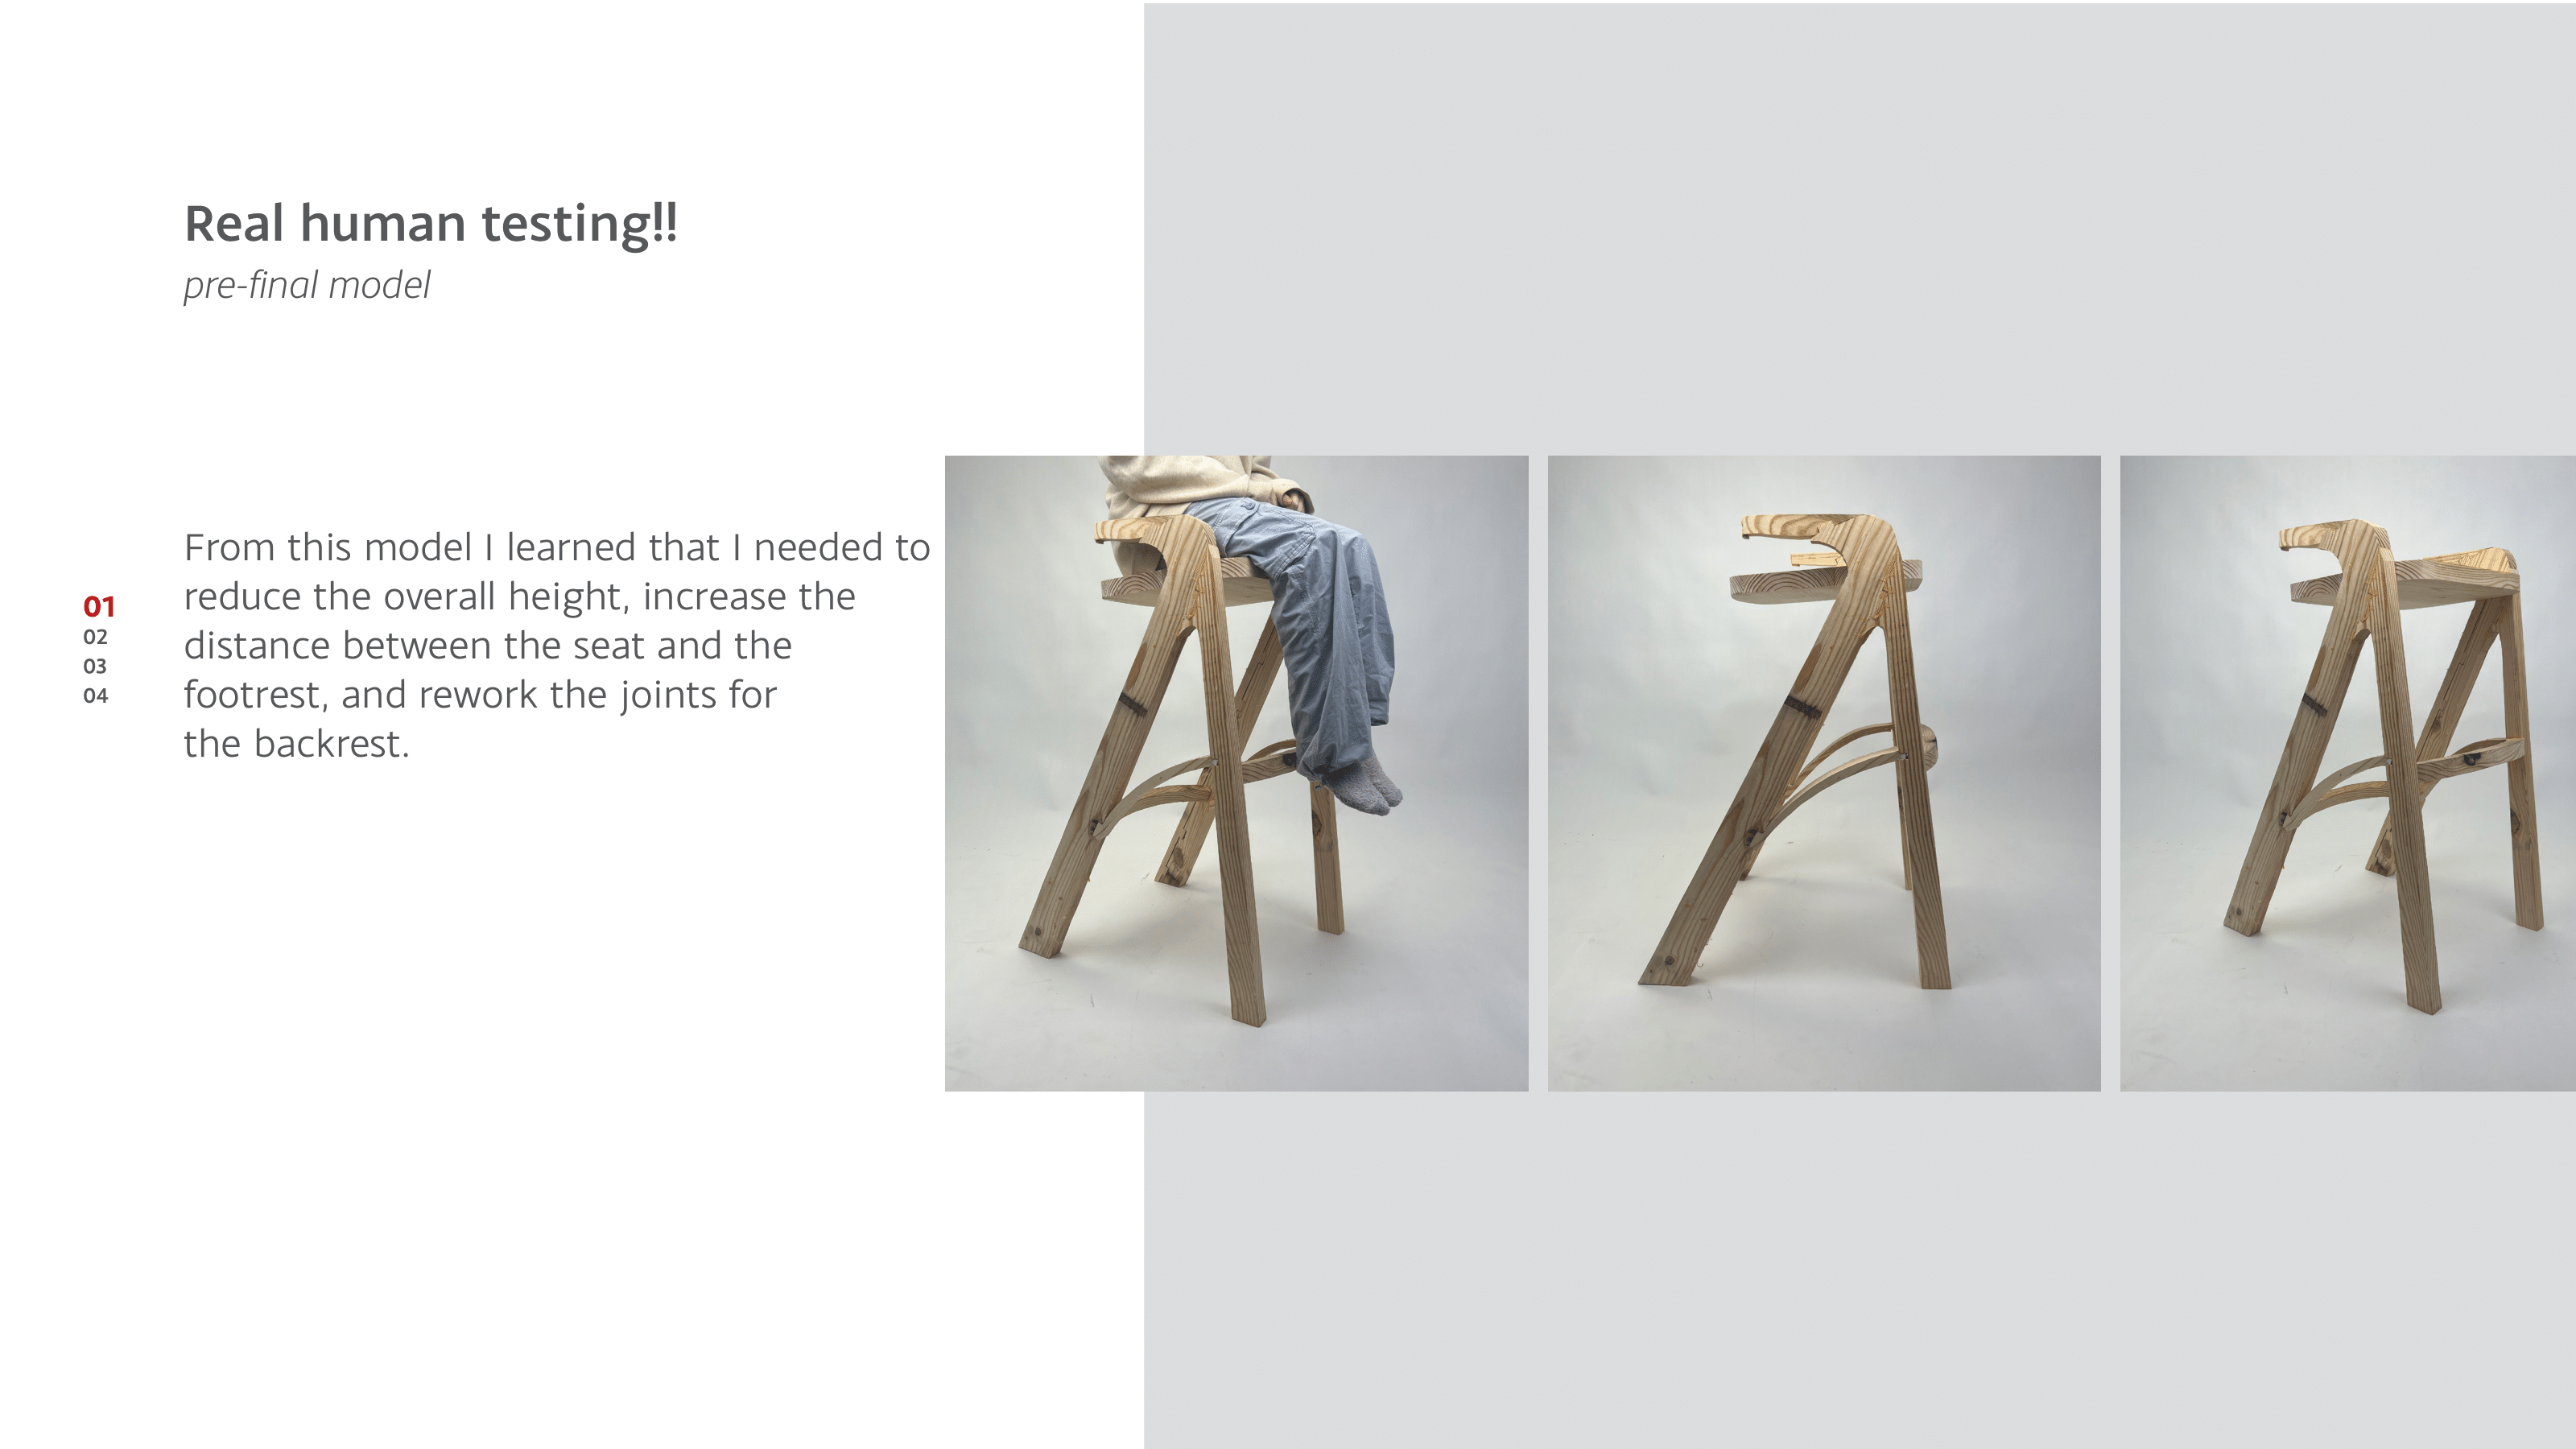 Real human testing!!
pre-final model
From this model I learned that I needed to
reduce the overall height, increase the
distance between the seat and the
footrest, and rework the joints for
the backrest.
01
02
03
04